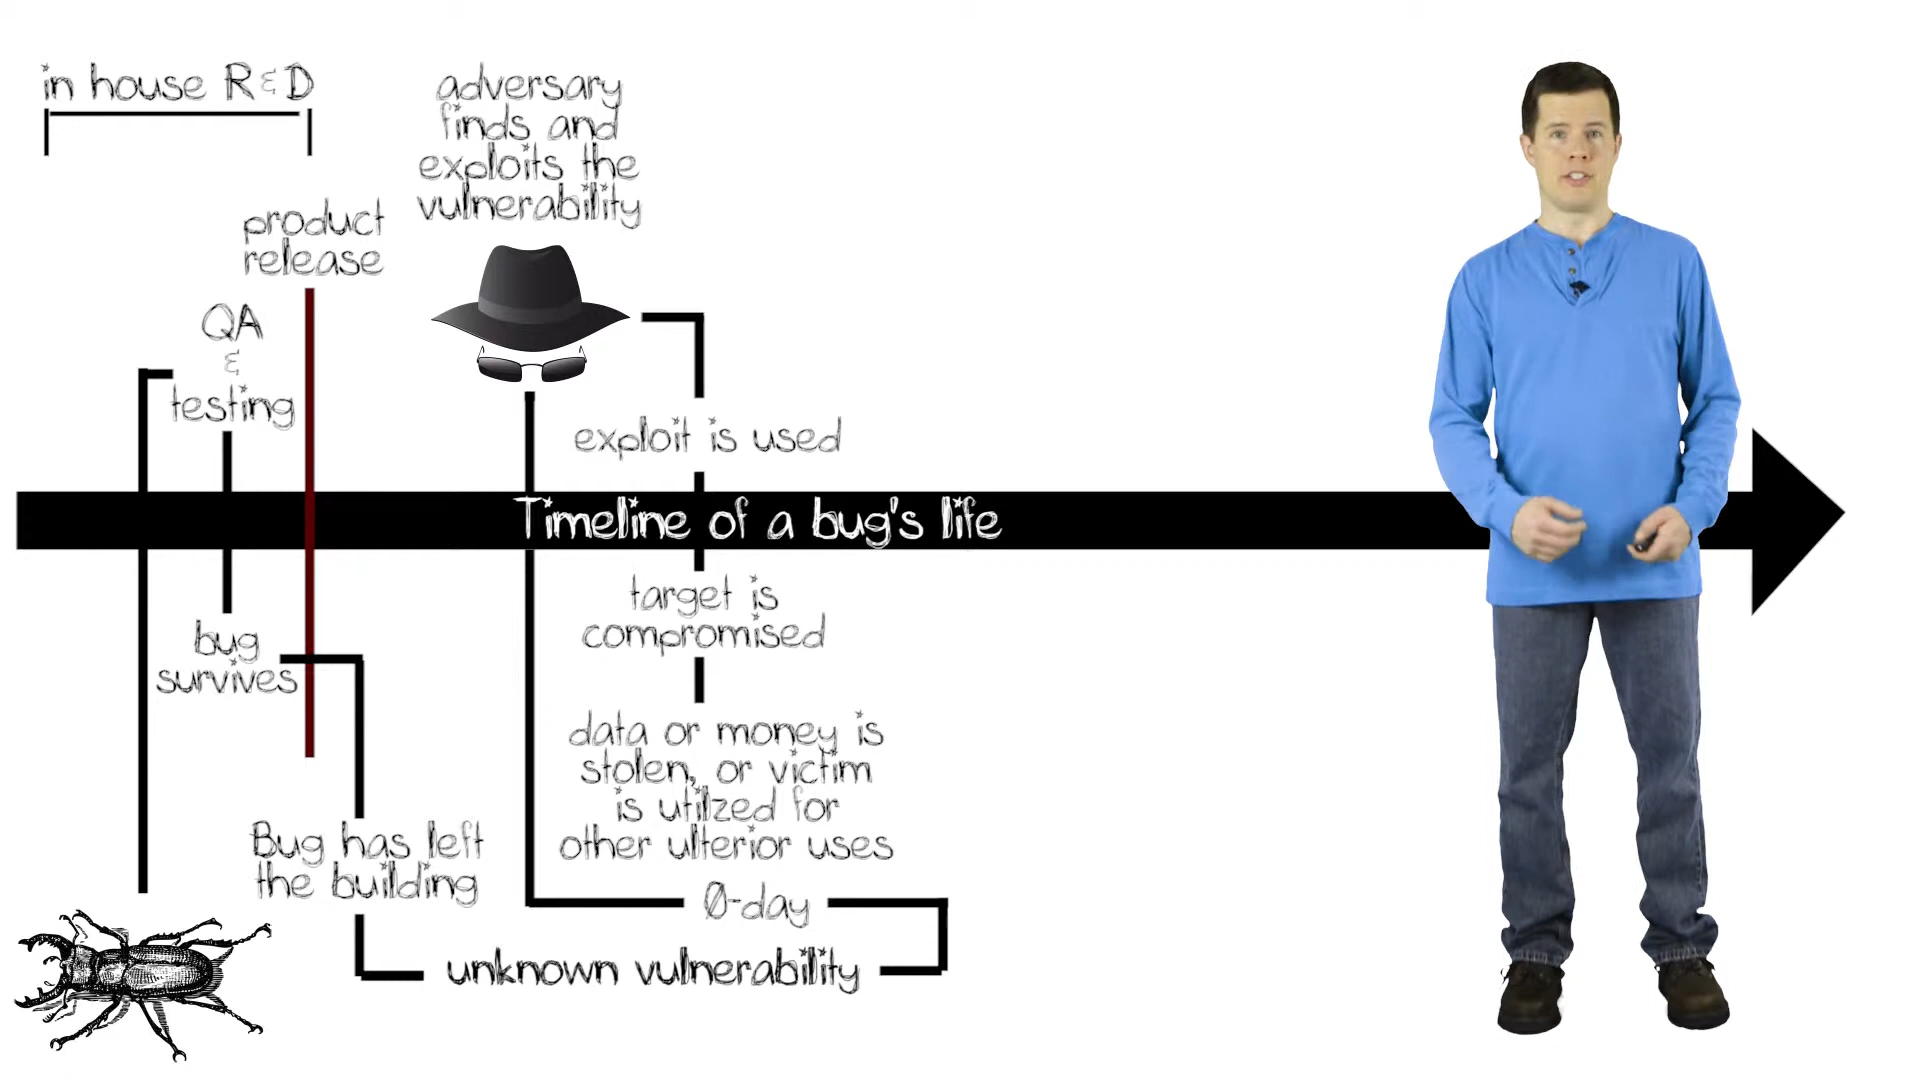 in house R & D
adversary
finds and
exploits the
vulnerability
product
release
QA
&
testing
exploit is used
Timeline of a bug's life
target is
compromised
bug
survives
data or money is
stolen, or victim
is utilzed for
other ulterior uses
Bug has left
the building
0-day
unknown vulnerability